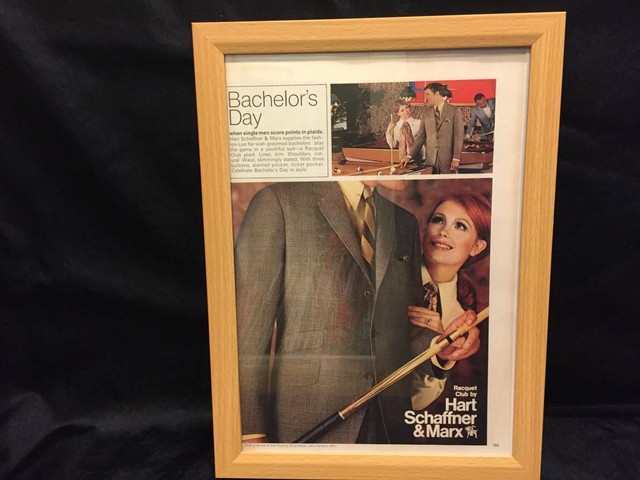 Bachelor's
Day
when single men score points in plaids.
Hart Schaffner & Marx supplies the fash-
ion cue for well-groomed bachelors: play
the game in a youthful suit—a Racquet
Club plaid. Lines, trim. Shoulders, nat-
ural. Waist, slimmingly stated. With three
buttons, slanted pocket, ticket pocket.
Celebrate Bachelor's Day in style.
Racquet
Club by
Hart
Schaffner
& Marx